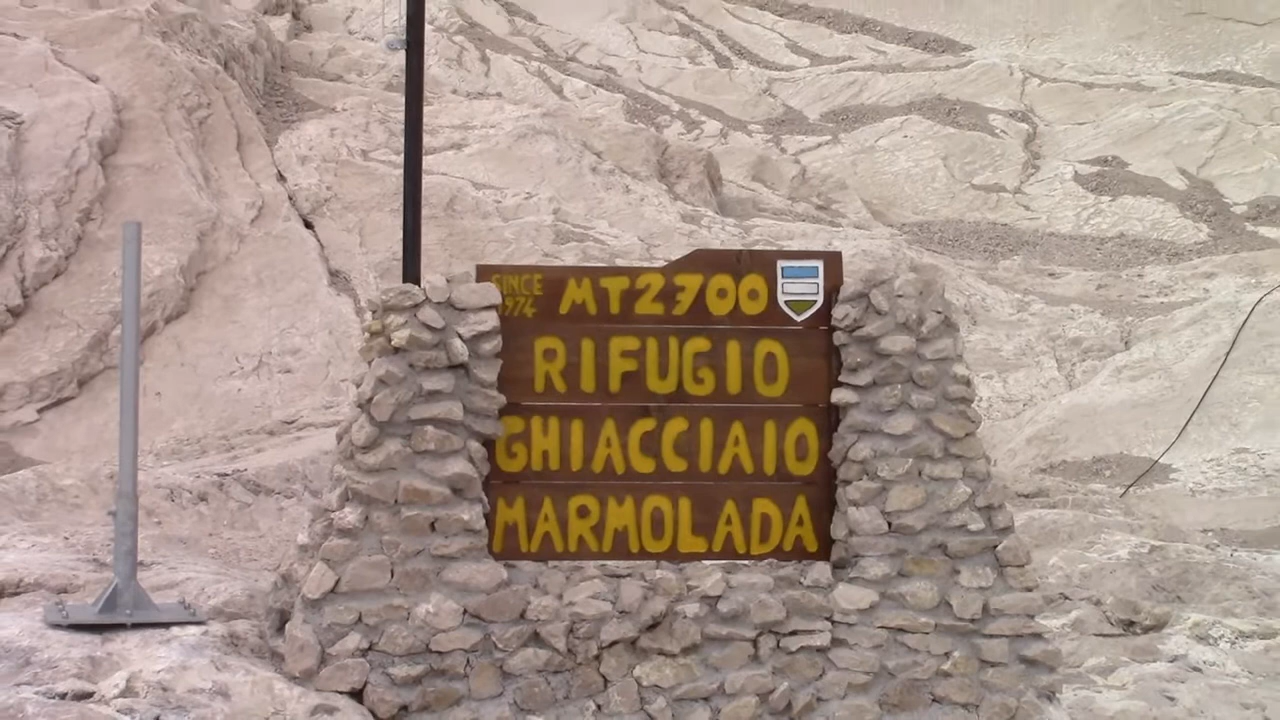 SINCE
1974
MT2700
RIFUGIO
GHIACCIAIO
MARMOLADA